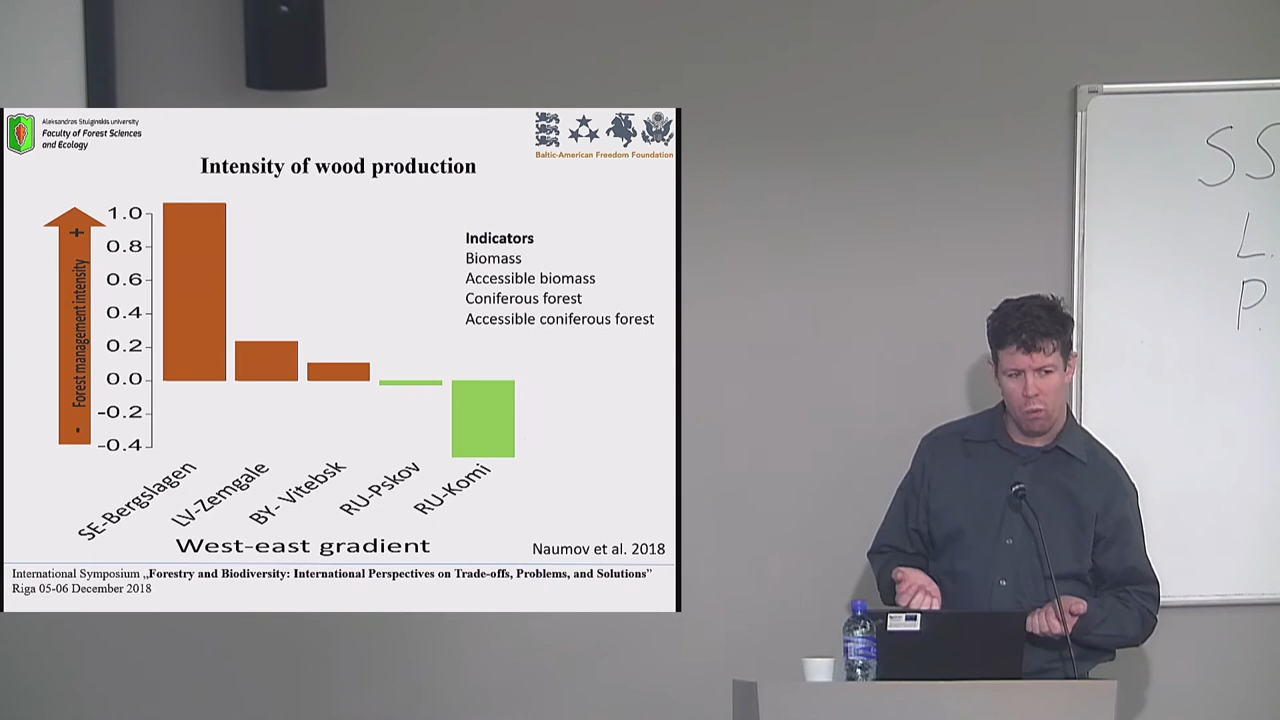 Aleksandras Stulginskis university
Faculty of Forest Sciences
and Ecology
Baltic-American Freedom Foundation
Intensity of wood production
+
Forest management intensity
-
1.0
0.8
0.6
0.4
0.2
0.0
-0.2
-0.4
Indicators
Biomass
Accessible biomass
Coniferous forest
Accessible coniferous forest
SE-Bergslagen
LV-Zemgale
BY- Vitebsk
RU-Pskov
RU-Komi
West-east gradient
Naumov et al. 2018
International Symposium „Forestry and Biodiversity: International Perspectives on Trade-offs, Problems, and Solutions”
Riga 05-06 December 2018
SS
L.
P.